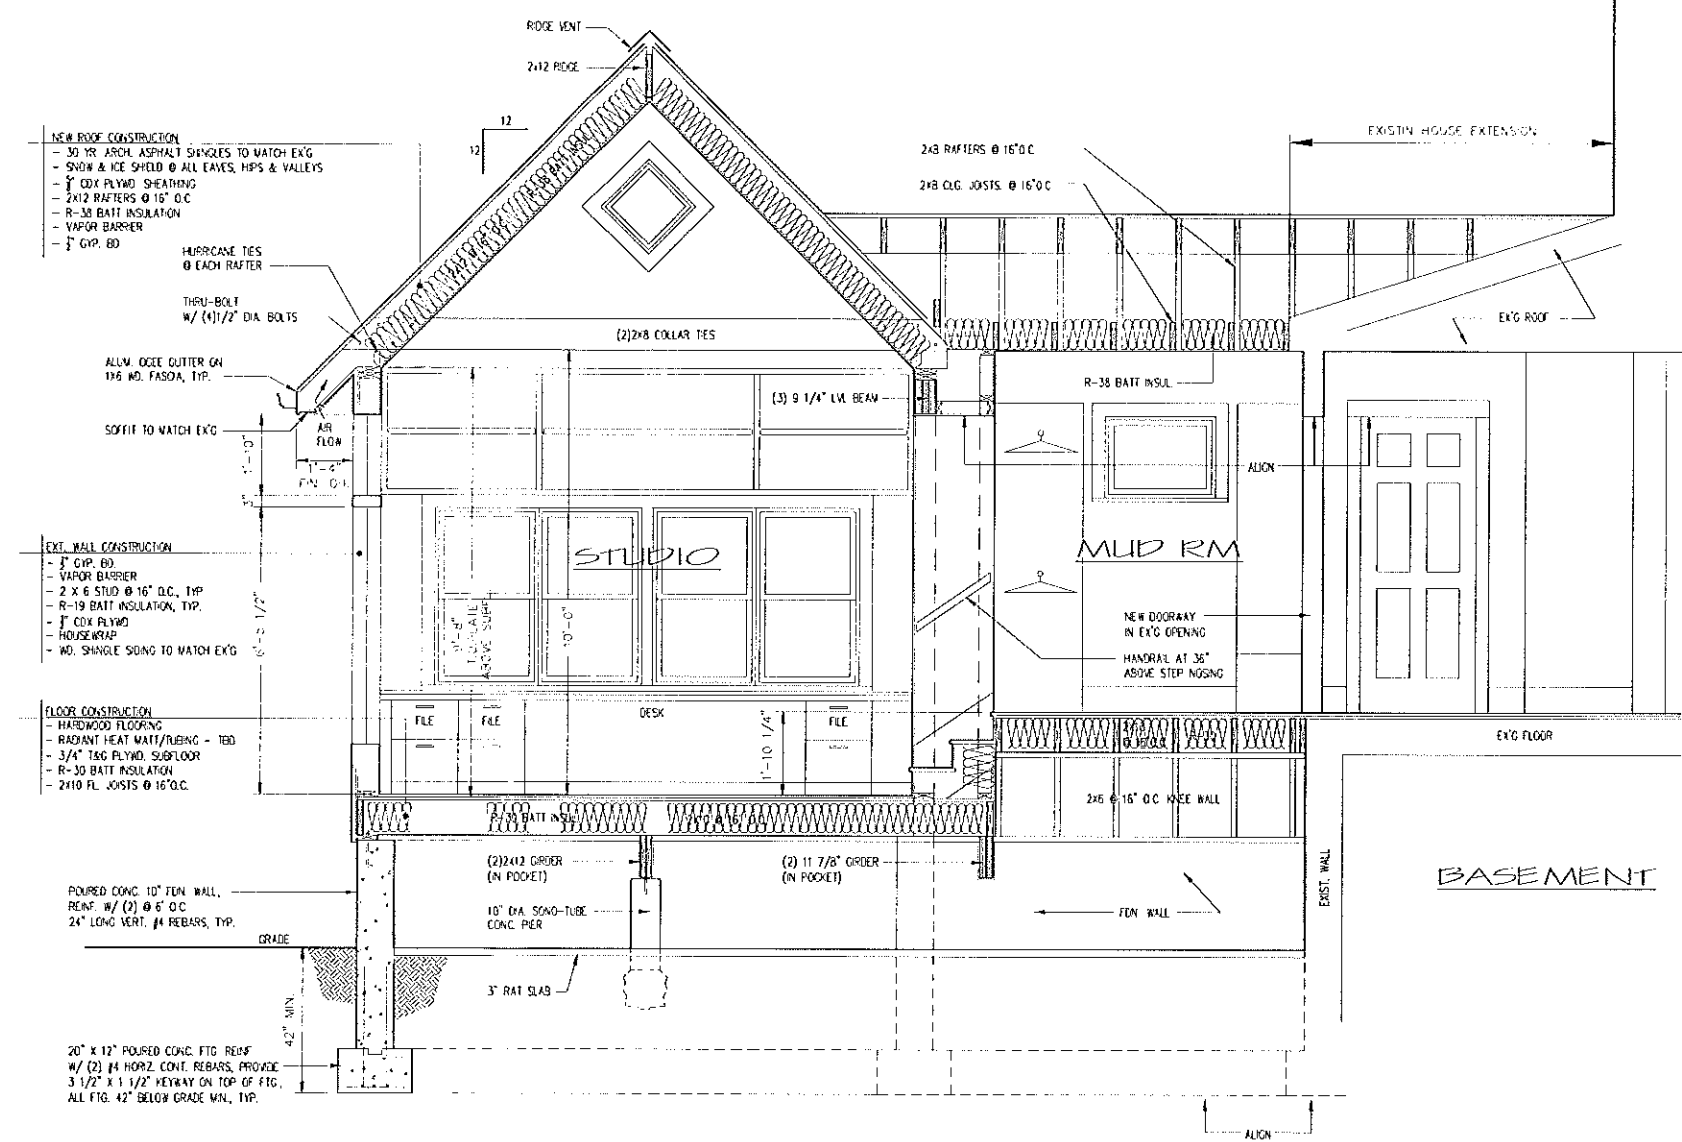 RIDGE VENT
2x12 RIDGE
12
12
NEW ROOF CONSTRUCTION
- 30 YR. ARCH. ASPHALT SHINGLES TO MATCH EX'G
- SNOW & ICE SHIELD @ ALL EAVES, HIPS & VALLEYS
- CDX PLYWD SHEATHING
- 2X12 RAFTERS @ 16" O.C
- R-38 BATT INSULATION
- VAPOR BARRIER
- GYP. BD
HURRICANE TIES
@ EACH RAFTER
THRU-BOLT
W/ (4)1/2" DIA. BOLTS
ALUM. OGEE GUTTER ON
1X6 WD. FASCIA, TYP.
SOFFIT TO MATCH EX'G
AIR
FLOW
1'-4"
1'-10"
3"
EXISTIN HOUSE EXTENSION
2X8 RAFTERS @ 16"O.C
2X8 CLG. JOISTS. @ 16"O.C
EX'G ROOF
(2)2X8 COLLAR TIES
R-38 BATT INSUL.
(3) 9 1/4" LVL BEAM
ALIGN
STUDIO
MUD RM
EXT. WALL CONSTRUCTION
- GYP. BD.
- VAPOR BARRIER
- 2 X 6 STUD @ 16" O.C., TYP
- R-19 BATT INSULATION, TYP.
- CDX PLYWD
- HOUSEWRAP
- WD. SHINGLE SIDING TO MATCH EX'G
ABOVE SUBFL
10'-0"
NEW DOORWAY
IN EX'G OPENING
HANDRAIL AT 36"
ABOVE STEP NOSING
FLOOR CONSTRUCTION
- HARDWOOD FLOORING
- RADIANT HEAT MATT/TUBING - TBD
- 3/4" T&G PLYWD. SUBFLOOR
- R-30 BATT INSULATION
- 2X10 FL. JOISTS @ 16"O.C.
FILE
FILE
DESK
FILE
1'-10 1/4"
EX'G FLOOR
2X6 @ 16" O.C KNEE WALL
R-30 BATT INSUL
(2)2X12 GIRDER
(IN POCKET)
(2) 11 7/8" GIRDER
(IN POCKET)
BASEMENT
EXIST. WALL
POURED CONC. 10" FDN. WALL,
REINF. W/ (2) @ 6' O.C
24" LONG VERT. #4 REBARS, TYP.
10" DIA. SONO-TUBE
CONC. PIER
FDN. WALL
GRADE
3" RAT SLAB
42" MIN.
20" X 12" POURED CONC. FTG. REINF
W/ (2) #4 HORIZ. CONT. REBARS, PROVIDE
3 1/2" X 1 1/2" KEYWAY ON TOP OF FTG,
ALL FTG. 42" BELOW GRADE MIN., TYP.
ALIGN